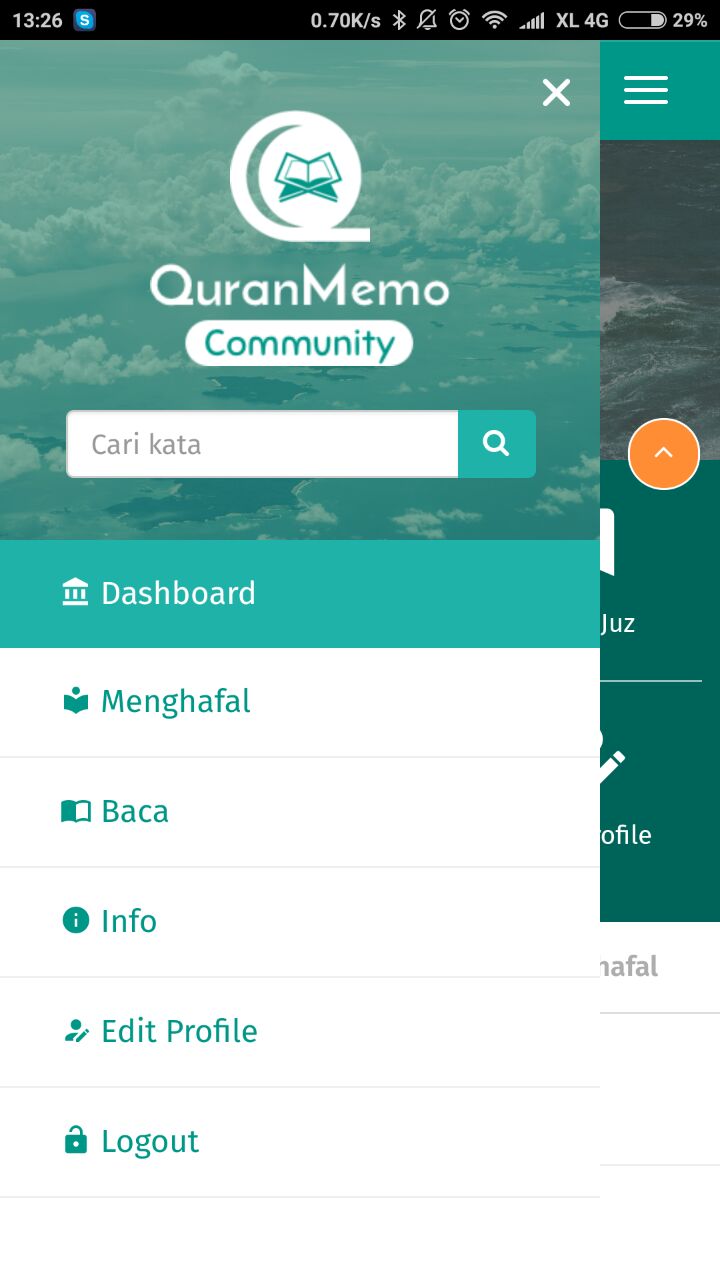 13:26 S 0.70K/s XL 4G 29%
QuranMemo
Community
Cari kata
Dashboard
Menghafal
Juz
Baca
rofile
Info
hafal
Edit Profile
Logout